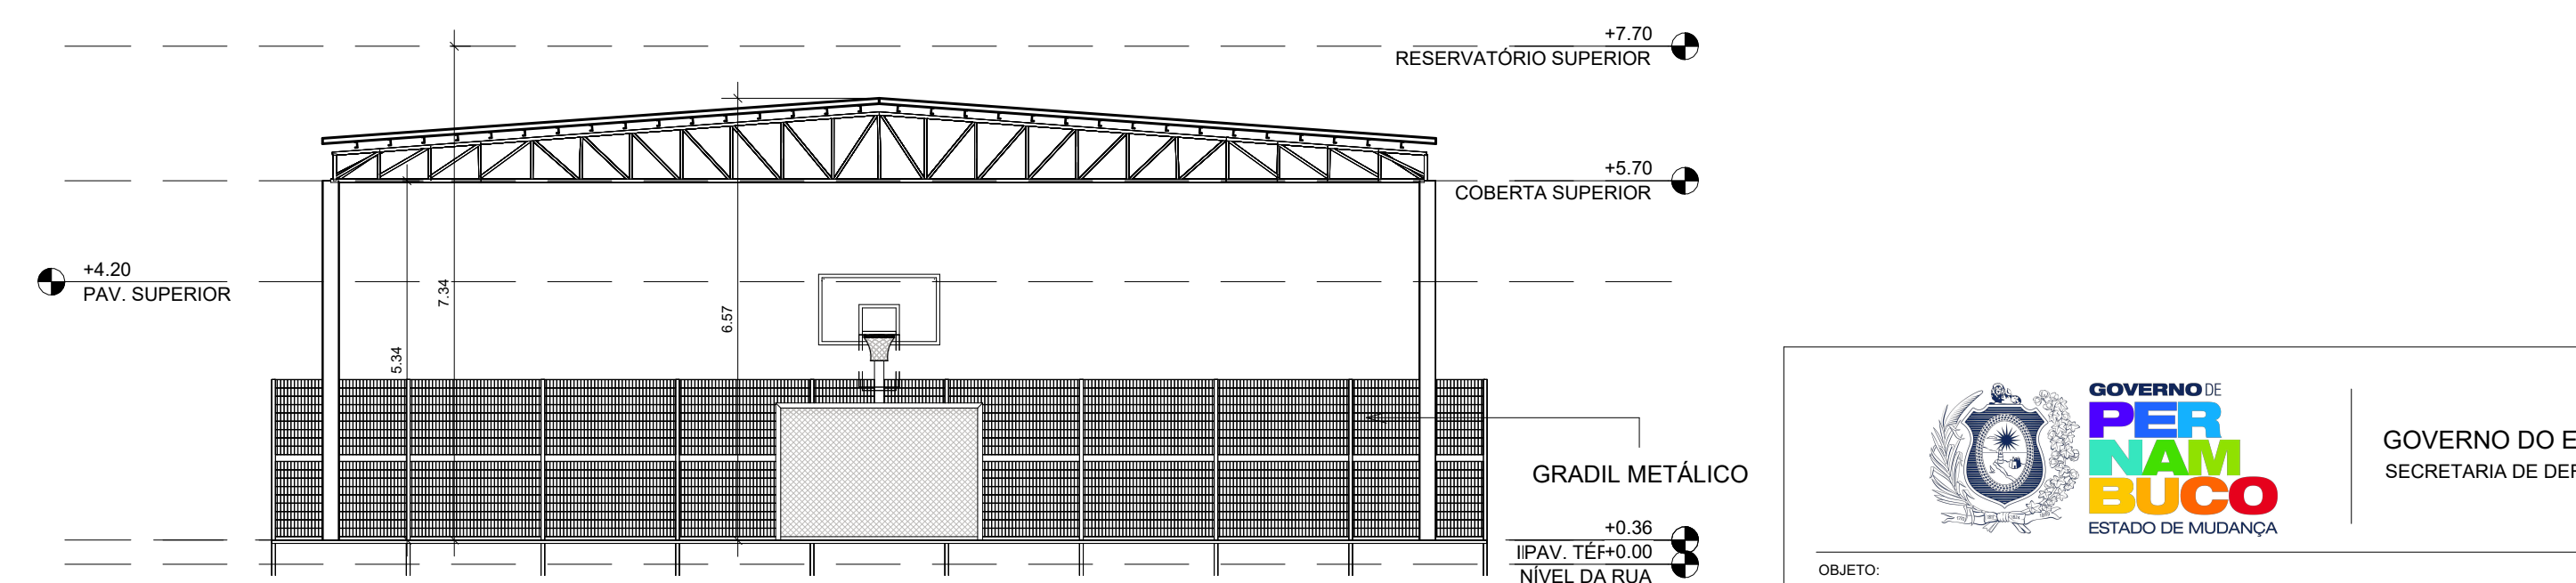 +7.70
RESERVATÓRIO SUPERIOR
+5.70
COBERTA SUPERIOR
+4.20
PAV. SUPERIOR
7.34
6.57
5.34
GRADIL METÁLICO
+0.36
PAV. TÉR
+0.00
NÍVEL DA RUA
GOVERNO DE
PER
NAM
BUCO
ESTADO DE MUDANÇA
GOVERNO DO E
SECRETARIA DE DEF
OBJETO: